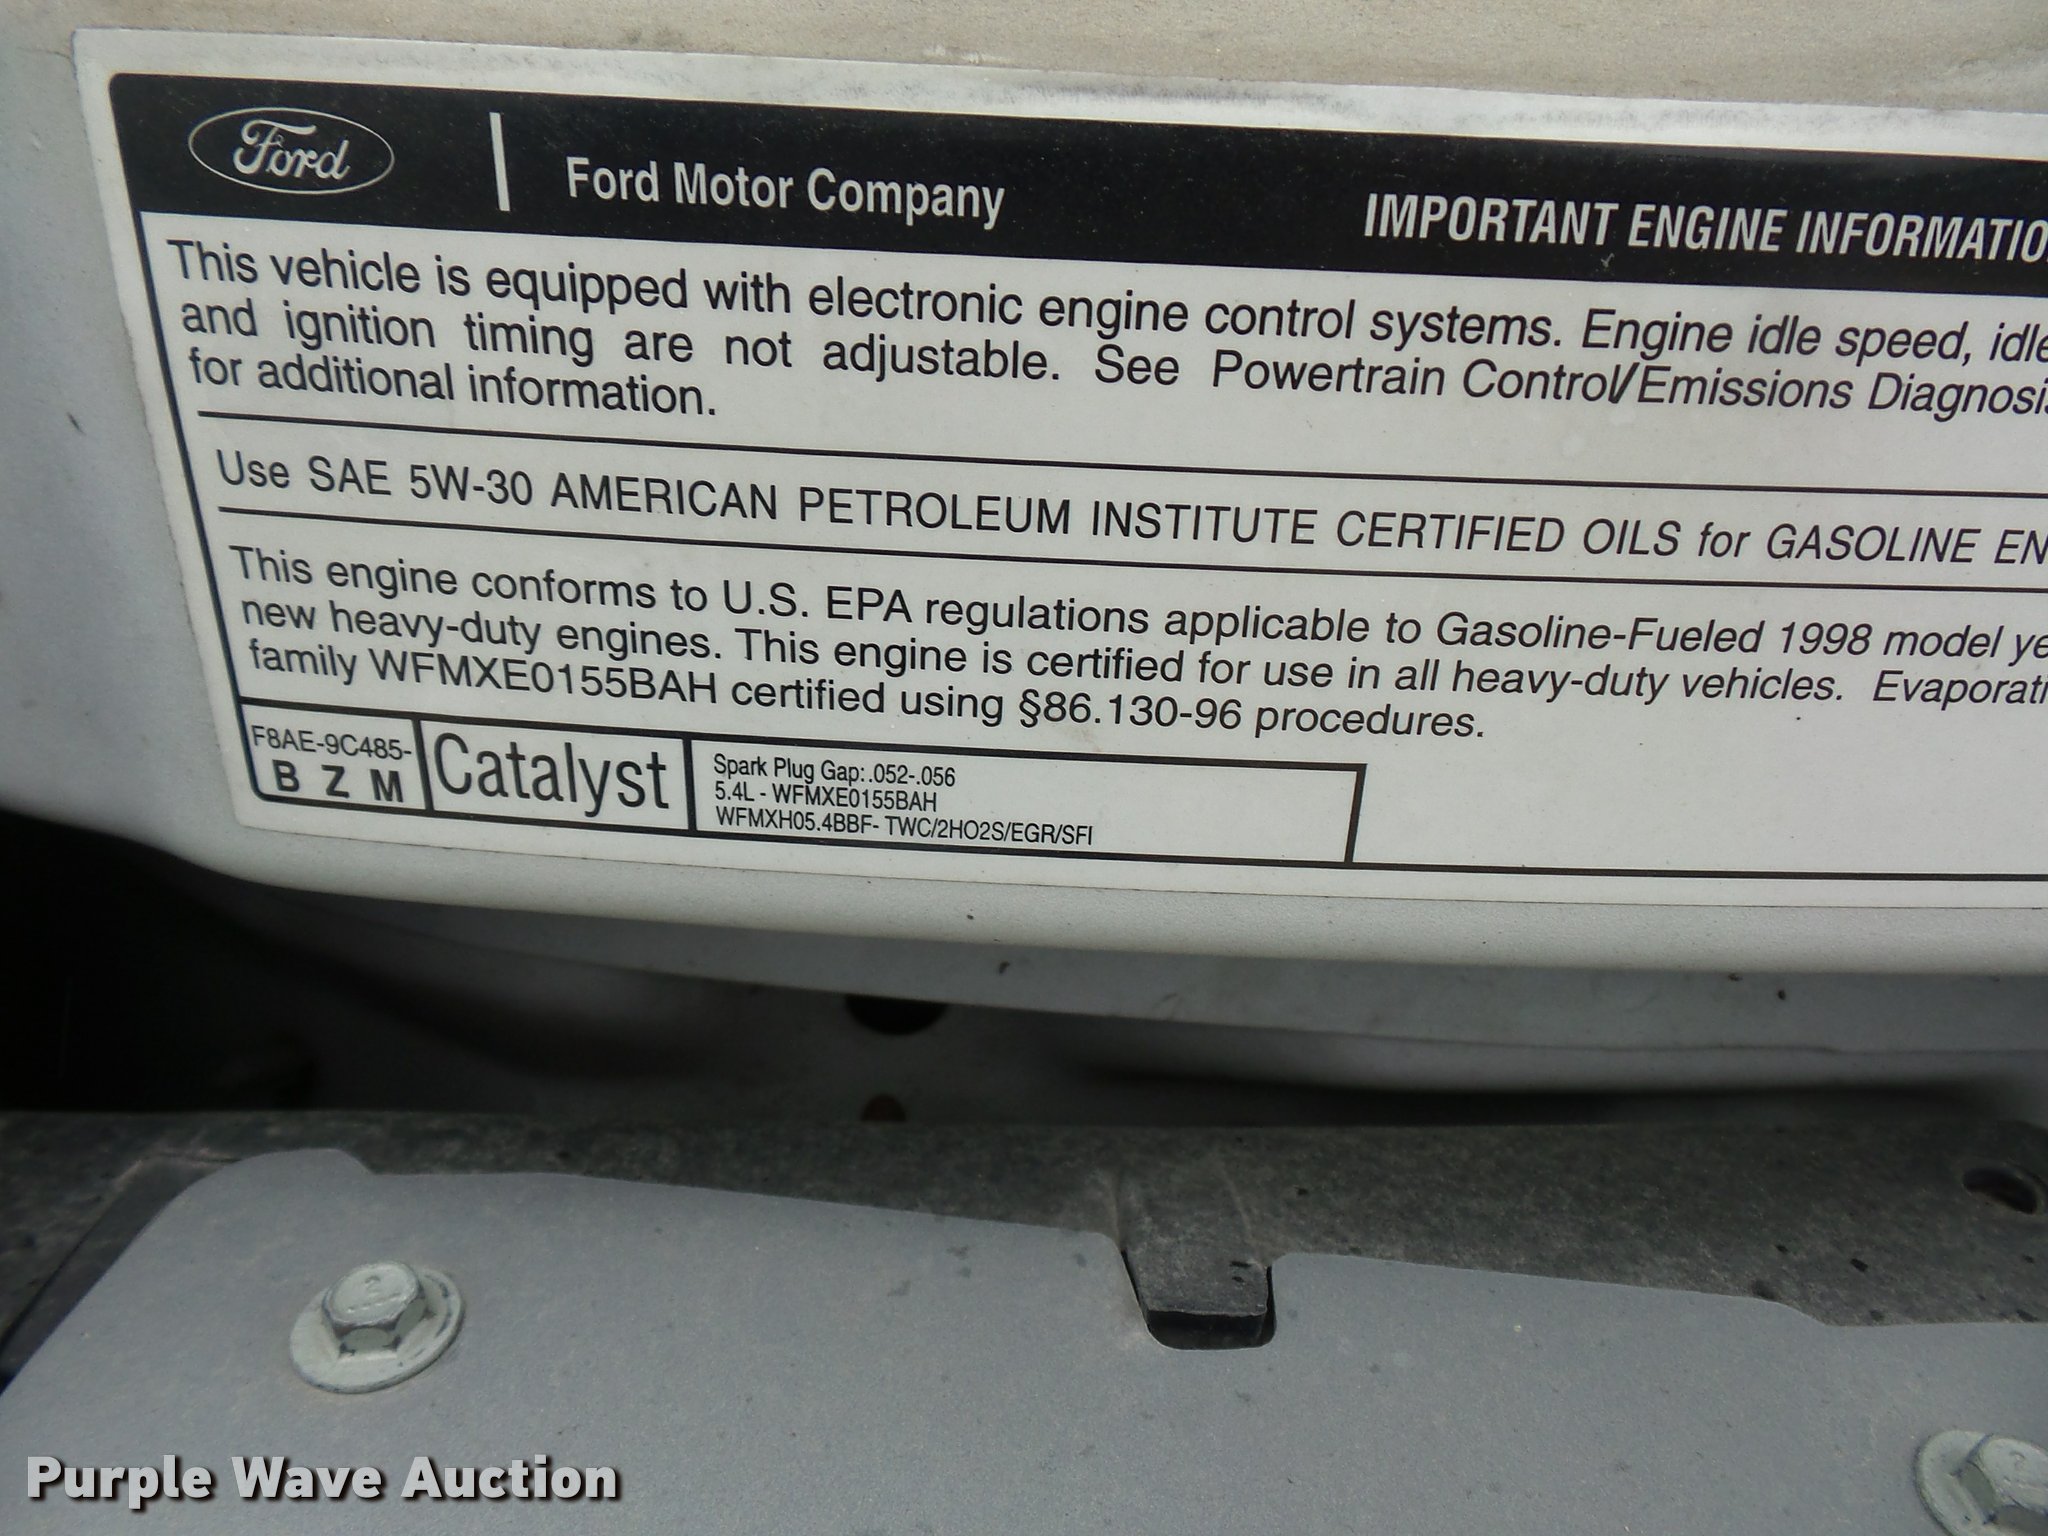 Ford
Ford Motor Company
IMPORTANT ENGINE INFORMATIO
This vehicle is equipped with electronic engine control systems. Engine idle speed, idle
and ignition timing are not adjustable. See Powertrain Control/Emissions Diagnosis
for additional information.
Use SAE 5W-30 AMERICAN PETROLEUM INSTITUTE CERTIFIED OILS for GASOLINE EN
This engine conforms to U.S. EPA regulations applicable to Gasoline-Fueled 1998 model ye
new heavy-duty engines. This engine is certified for use in all heavy-duty vehicles. Evaporati
family WFMXE0155BAH certified using §86.130-96 procedures.
F8AE-9C485-
B Z M
Catalyst
Spark Plug Gap:.052-.056
5.4L - WFMXE0155BAH
WFMXH05.4BBF- TWC/2HO2S/EGR/SFI
Purple Wave Auction